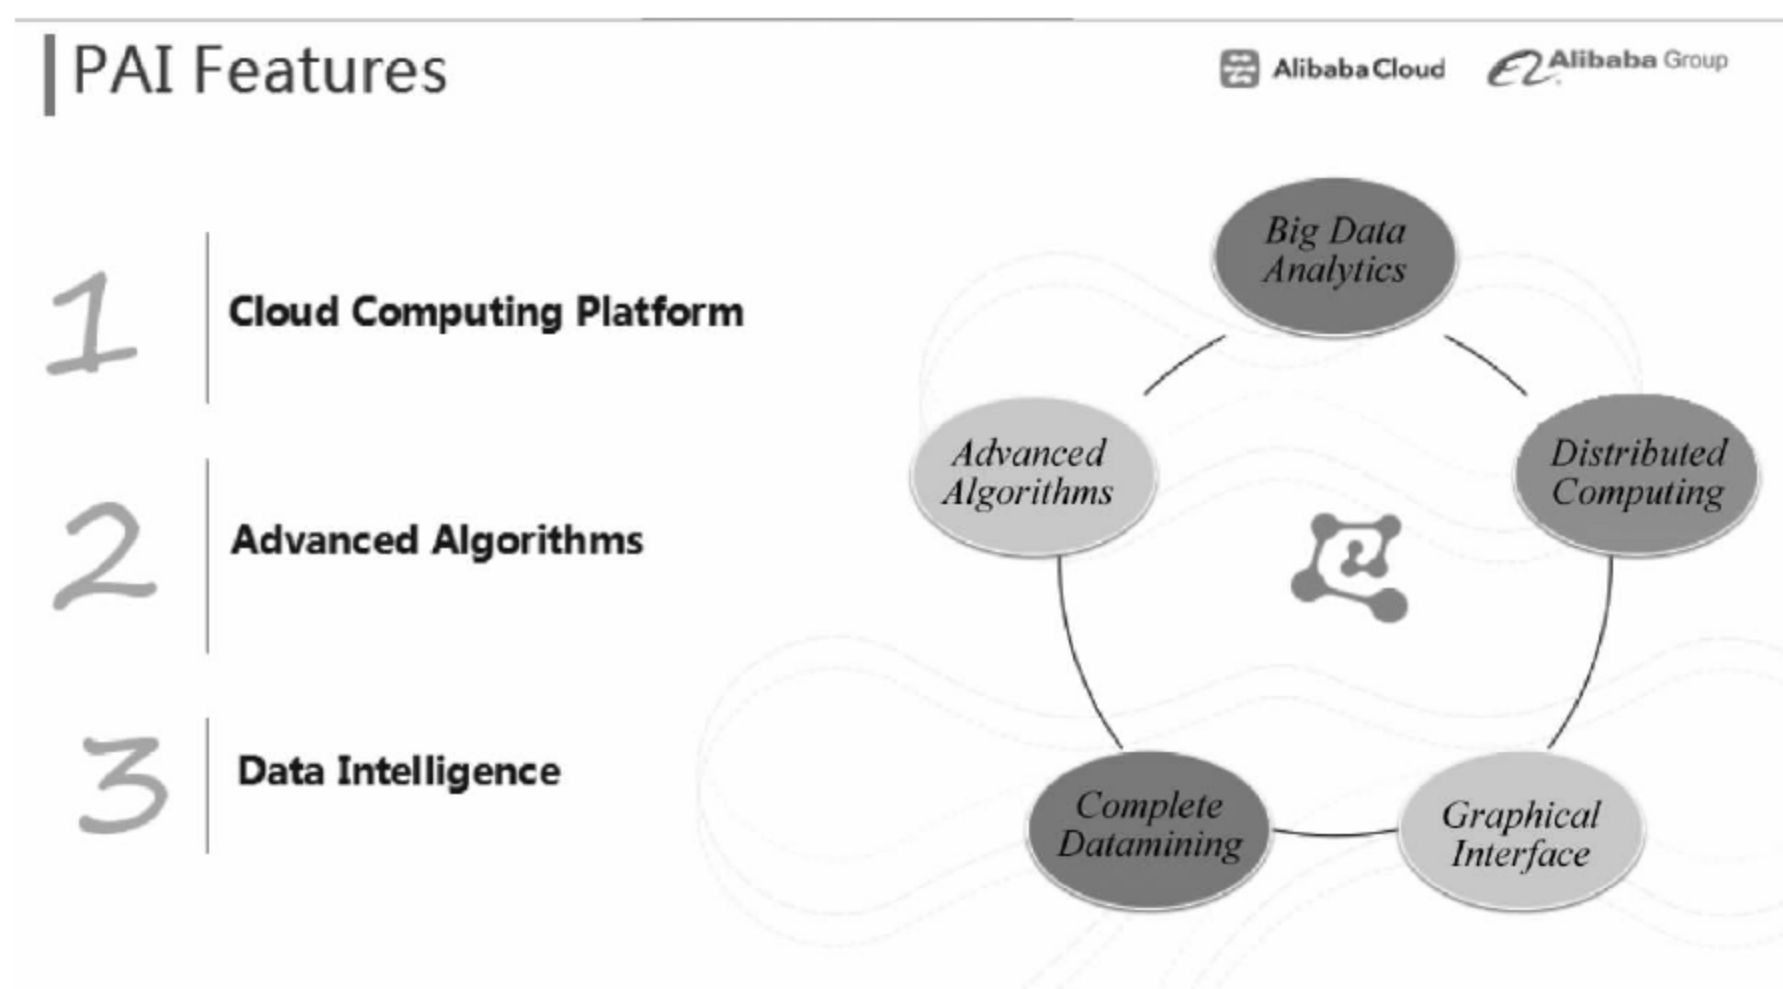 PAI Features
Alibaba Cloud
Alibaba Group
1
Cloud Computing Platform
2
Advanced Algorithms
3
Data Intelligence
Big Data
Analytics
Distributed
Computing
Graphical
Interface
Complete
Datamining
Advanced
Algorithms